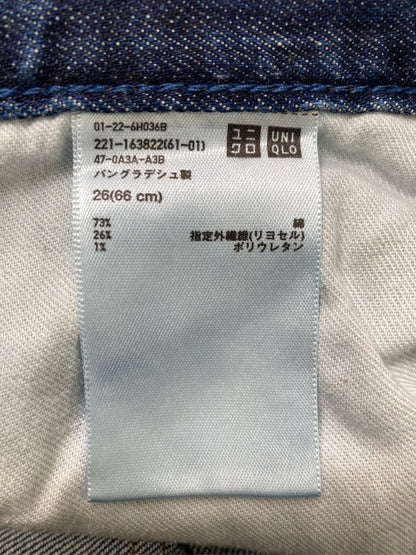 01-22-6H036B
221-163822(61-01)
47-0A3A-A3B
バングラデシュ製
26(66 cm)
ユニ
クロ
UNI
QLO
73% 綿
26% 指定外繊維(リヨセル)
1% ポリウレタン